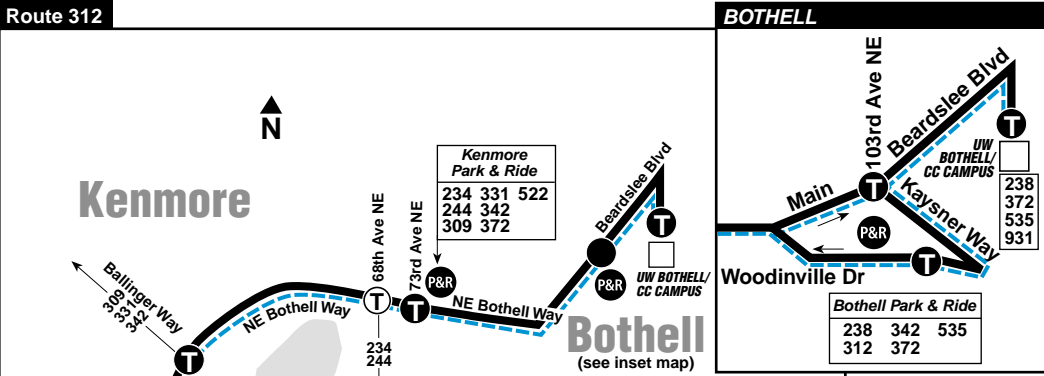 Route 312
N
Kenmore
Kenmore
Park & Ride
234 331 522
244 342
309 372
Ballinger Way
309
331
342
T
NE Bothell Way
68th Ave NE
T
234
244
73rd Ave NE
T
P&R
NE Bothell Way
Beardslee Blvd
P&R
T
UW BOTHELL/
CC CAMPUS
Bothell
(see inset map)
BOTHELL
103rd Ave NE
Beardslee Blvd
T
UW
BOTHELL/
CC CAMPUS
238
372
535
931
Main
T
Kaysner Way
P&R
T
Woodinville Dr
Bothell Park & Ride
238 342 535
312 372